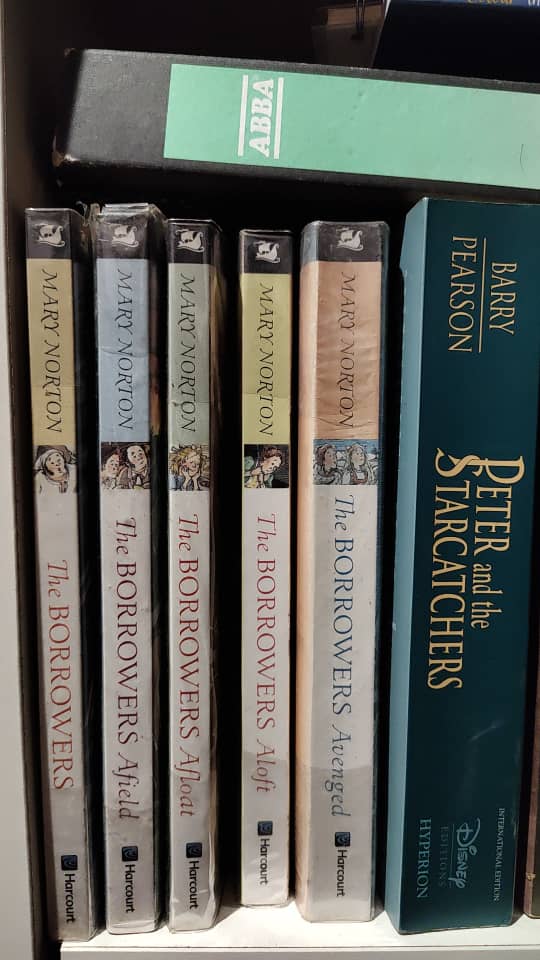 ABBA
MARY NORTON
The BORROWERS
Harcourt
MARY NORTON
The BORROWERS Afield
Harcourt
MARY NORTON
The BORROWERS Afloat
Harcourt
MARY NORTON
The BORROWERS Aloft
Harcourt
MARY NORTON
The BORROWERS Avenged
Harcourt
BARRY
PEARSON
PETER and the
STARCATCHERS
INTERNATIONAL EDITION
DISNEY
EDITIONS
HYPERION